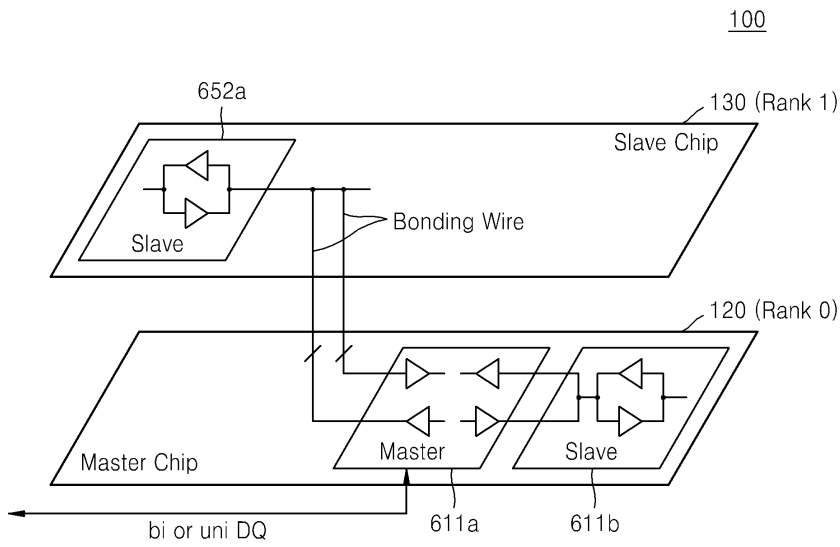 100
652a
130 (Rank 1)
Slave Chip
Slave
Bonding Wire
120 (Rank 0)
Master Chip
Master
Slave
611a
611b
bi or uni DQ